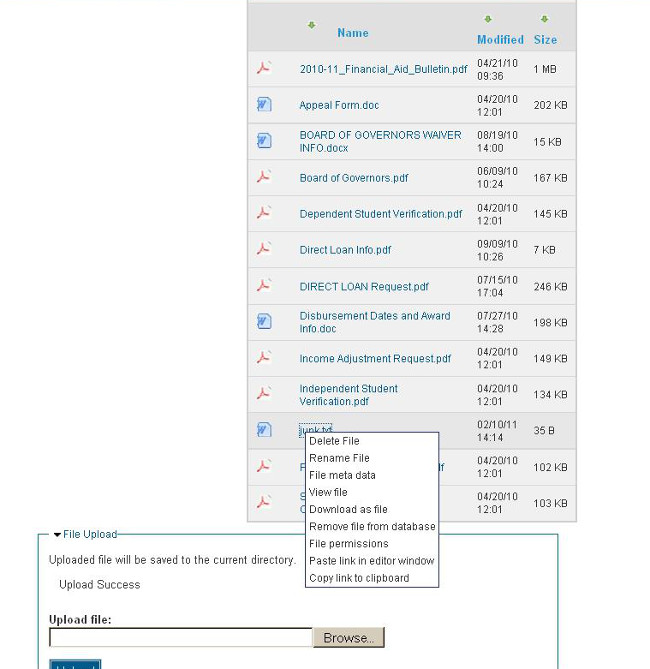 Name
Modified
Size
2010-11_Financial_Aid_Bulletin.pdf
04/21/10
09:36
1 MB
Appeal Form.doc
04/20/10
12:01
202 KB
BOARD OF GOVERNORS WAIVER
INFO.docx
08/19/10
14:00
15 KB
Board of Governors.pdf
06/09/10
10:24
167 KB
Dependent Student Verification.pdf
04/20/10
12:01
145 KB
Direct Loan Info.pdf
09/09/10
10:26
7 KB
DIRECT LOAN Request.pdf
07/15/10
17:04
246 KB
Disbursement Dates and Award
Info.doc
07/27/10
14:28
198 KB
Income Adjustment Request.pdf
04/20/10
12:01
149 KB
Independent Student
Verification.pdf
04/20/10
12:01
134 KB
junk.txt
02/10/11
14:14
35 B
04/20/10
12:01
102 KB
04/20/10
12:01
103 KB
Delete File
Rename File
File meta data
View file
Download as file
Remove file from database
File permissions
Paste link in editor window
Copy link to clipboard
File Upload
Uploaded file will be saved to the current directory.
Upload Success
Upload file:
Browse...